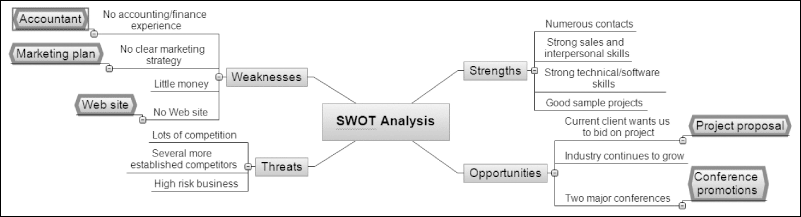 Accountant
No accounting/finance
experience
Marketing plan
No clear marketing
strategy
Little money
Web site
No Web site
Weaknesses
Lots of competition
Several more
established competitors
High risk business
Threats
SWOT Analysis
Strengths
Numerous contacts
Strong sales and
interpersonal skills
Strong technical/software
skills
Good sample projects
Opportunities
Current client wants us
to bid on project
Project proposal
Industry continues to grow
Two major conferences
Conference
promotions